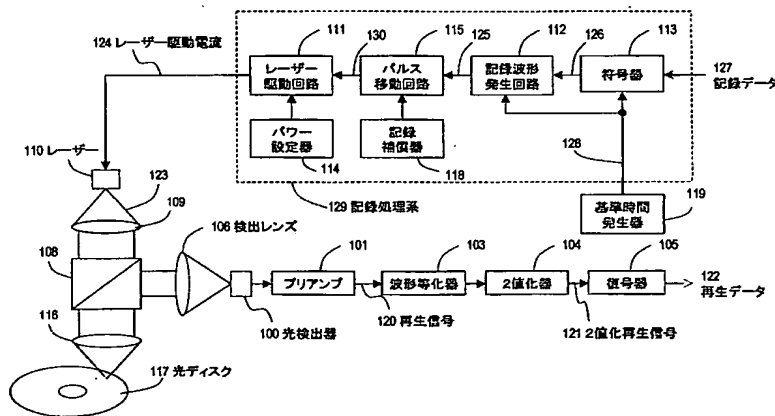 124 レーザー駆動電流
111
130
115
125
112
126
113
レーザー
駆動回路
パルス
移動回路
記録波形
発生回路
符号器
127
記録データ
パワー
設定器
114
記録
補償器
118
128
129 記録処理系
基準時間
発生器
119
110 レーザー
123
109
106 検出レンズ
108
101
103
104
105
プリアンプ
波形等化器
2値化器
復号器
122
再生データ
100 光検出器
120 再生信号
121 2値化再生信号
116
117 光ディスク